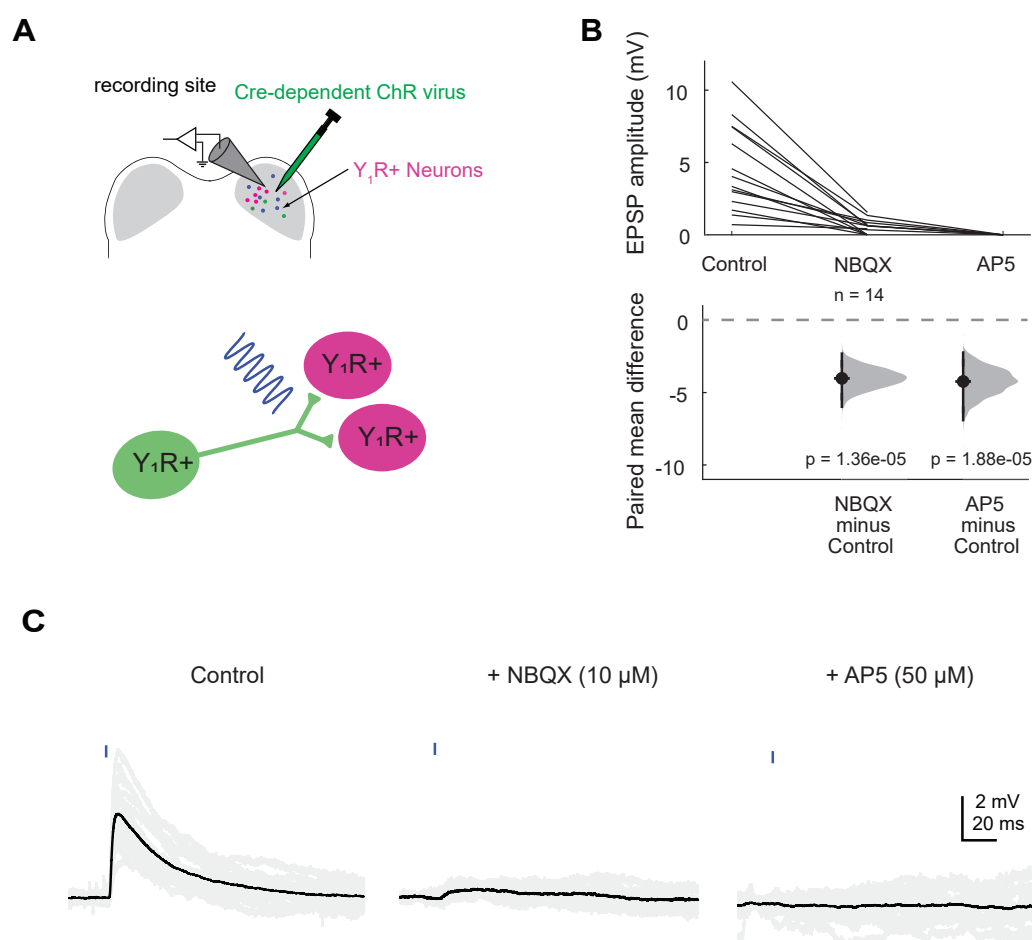 A
recording site
Cre-dependent ChR virus
Y₁R+ Neurons
Y₁R+
Y₁R+
Y₁R+
B
EPSP amplitude (mV)
10
5
0
Control
NBQX
AP5
n = 14
Paired mean difference
0
-5
-10
p = 1.36e-05
p = 1.88e-05
NBQX
minus
Control
AP5
minus
Control
C
Control
+ NBQX (10 µM)
+ AP5 (50 µM)
2 mV
20 ms